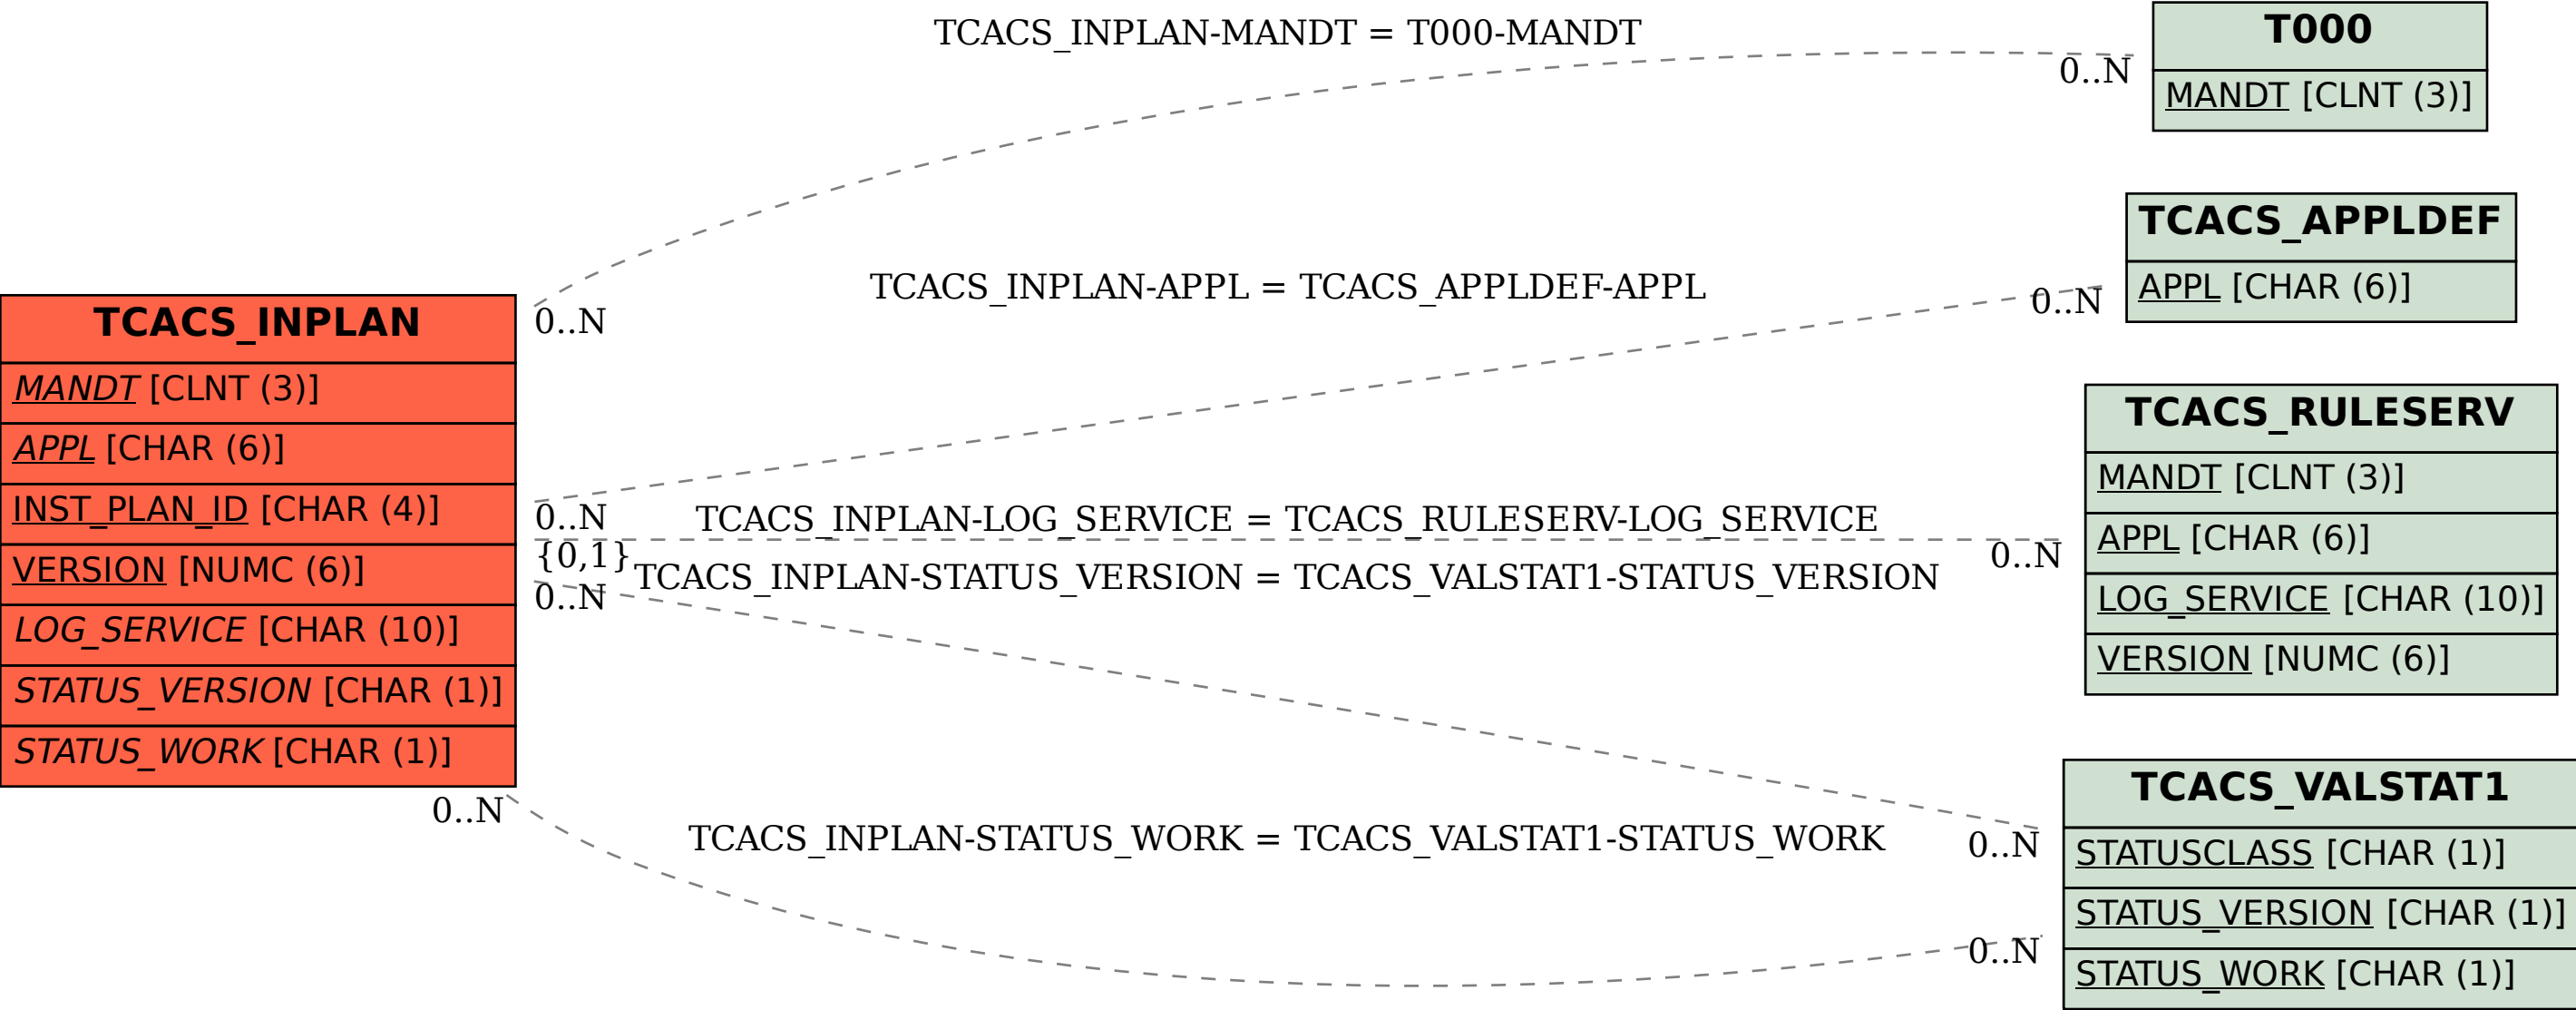 TCACS_INPLAN-MANDT = T000-MANDT
0..N
0..N
T000
MANDT [CLNT (3)]
TCACS_INPLAN-APPL = TCACS_APPLDEF-APPL
0..N
0..N
TCACS_APPLDEF
APPL [CHAR (6)]
TCACS_INPLAN
MANDT [CLNT (3)]
APPL [CHAR (6)]
INST_PLAN_ID [CHAR (4)]
VERSION [NUMC (6)]
LOG_SERVICE [CHAR (10)]
STATUS_VERSION [CHAR (1)]
STATUS_WORK [CHAR (1)]
TCACS_INPLAN-LOG_SERVICE = TCACS_RULESERV-LOG_SERVICE
{0,1}
0..N
TCACS_RULESERV
MANDT [CLNT (3)]
APPL [CHAR (6)]
LOG_SERVICE [CHAR (10)]
VERSION [NUMC (6)]
TCACS_INPLAN-STATUS_VERSION = TCACS_VALSTAT1-STATUS_VERSION
0..N
0..N
TCACS_INPLAN-STATUS_WORK = TCACS_VALSTAT1-STATUS_WORK
0..N
0..N
TCACS_VALSTAT1
STATUSCLASS [CHAR (1)]
STATUS_VERSION [CHAR (1)]
STATUS_WORK [CHAR (1)]